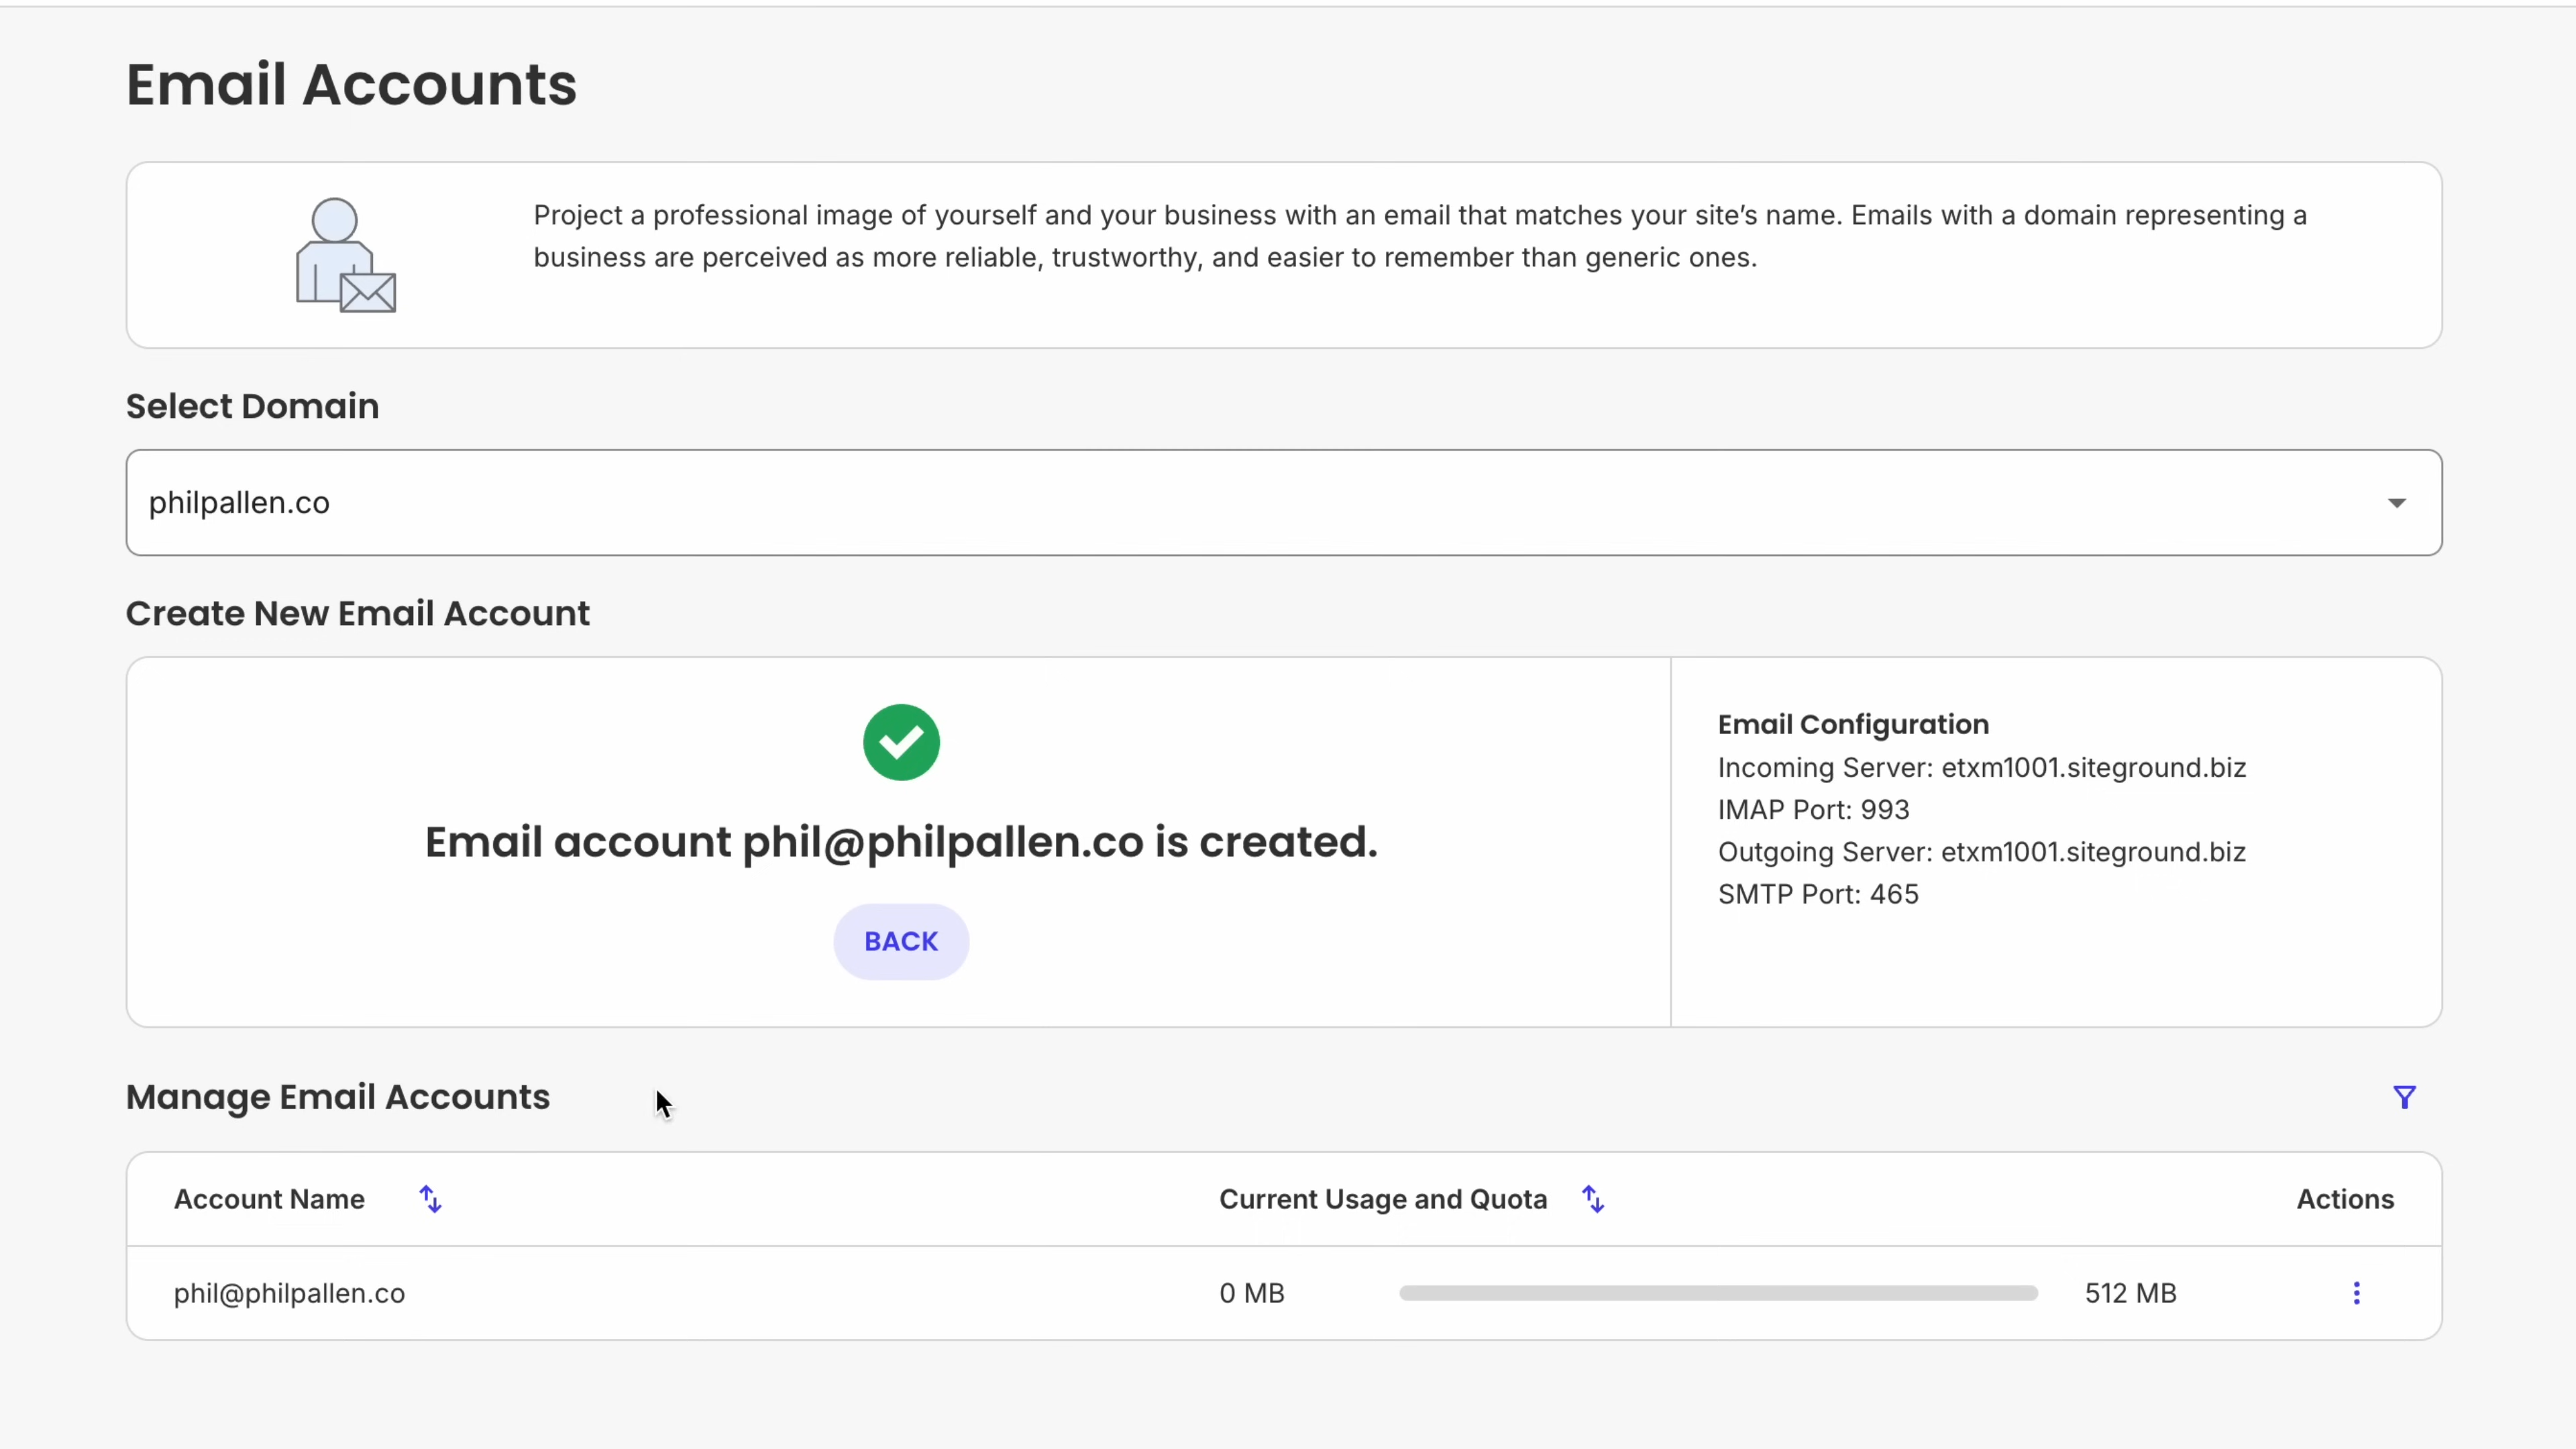 Email Accounts
Project a professional image of yourself and your business with an email that matches your site’s name. Emails with a domain representing a
business are perceived as more reliable, trustworthy, and easier to remember than generic ones.
Select Domain
philpallen.co
Create New Email Account
Email account phil@philpallen.co is created.
BACK
Email Configuration
Incoming Server: etxm1001.siteground.biz
IMAP Port: 993
Outgoing Server: etxm1001.siteground.biz
SMTP Port: 465
Manage Email Accounts
Account Name Current Usage and Quota Actions
phil@philpallen.co 0 MB 512 MB